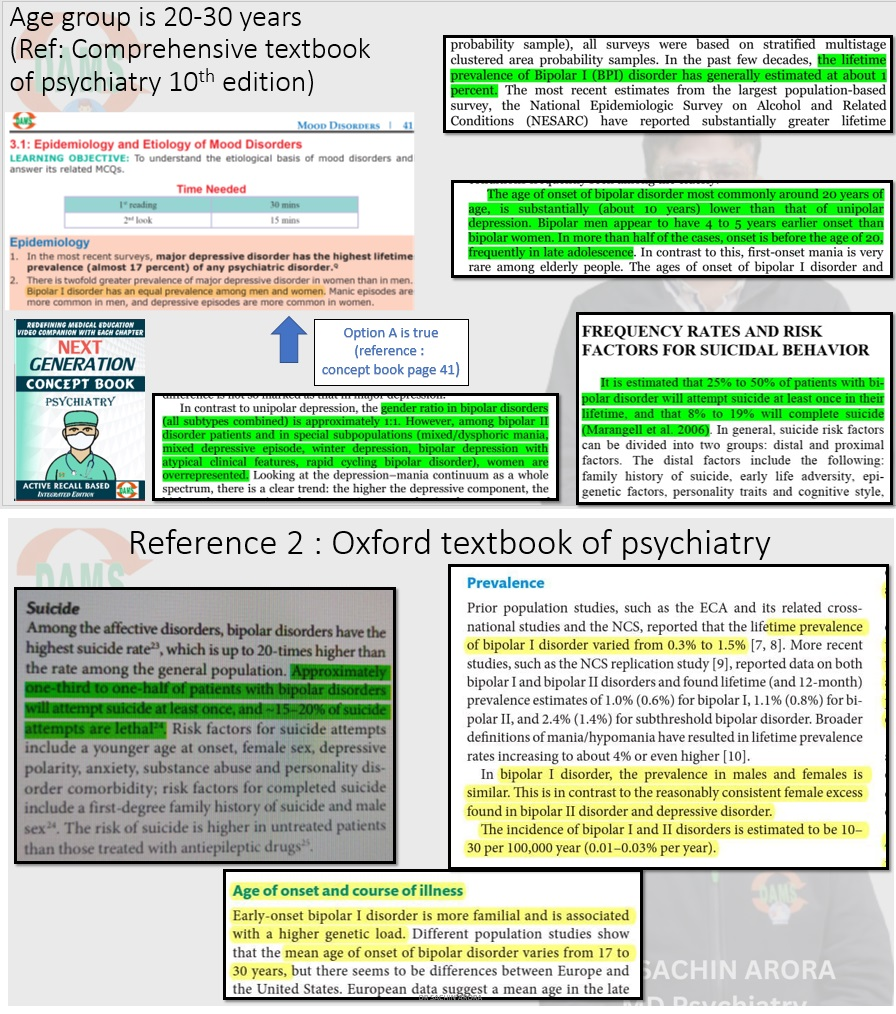 Age group is 20-30 years
(Ref: Comprehensive textbook
of psychiatry 10th edition)
DAMS
MOOD DISORDERS | 41
3.1: Epidemiology and Etiology of Mood Disorders
LEARNING OBJECTIVE: To understand the etiological basis of mood disorders and
answer its related MCQs.
Time Needed
1st reading 30 mins
2nd look 15 mins
Epidemiology
1. In the most recent surveys, major depressive disorder has the highest lifetime
prevalence (almost 17 percent) of any psychiatric disorder.Q
2. There is twofold greater prevalence of major depressive disorder in women than in men.
Bipolar I disorder has an equal prevalence among men and women. Manic episodes are
more common in men, and depressive episodes are more common in women.
probability sample), all surveys were based on stratified multistage
clustered area probability samples. In the past few decades, the lifetime
prevalence of Bipolar I (BPI) disorder has generally estimated at about 1
percent. The most recent estimates from the largest population-based
survey, the National Epidemiologic Survey on Alcohol and Related
Conditions (NESARC) have reported substantially greater lifetime
The age of onset of bipolar disorder most commonly around 20 years of
age, is substantially (about 10 years) lower than that of unipolar
depression. Bipolar men appear to have 4 to 5 years earlier onset than
bipolar women. In more than half of the cases, onset is before the age of 20,
frequently in late adolescence. In contrast to this, first-onset mania is very
rare among elderly people. The ages of onset of bipolar I disorder and
REDEFINING MEDICAL EDUCATION
VIDEO COMPANION WITH EACH CHAPTER
NEXT
GENERATION
CONCEPT BOOK
PSYCHIATRY
ACTIVE RECALL BASED
INTEGRATED EDITION
DAMS
Option A is true
(reference :
concept book page 41)
In contrast to unipolar depression, the gender ratio in bipolar disorders
(all subtypes combined) is approximately 1:1. However, among bipolar II
disorder patients and in special subpopulations (mixed/dysphoric mania,
mixed depressive episode, winter depression, bipolar depression with
atypical clinical features, rapid cycling bipolar disorder), women are
overrepresented. Looking at the depression–mania continuum as a whole
spectrum, there is a clear trend: the higher the depressive component, the
FREQUENCY RATES AND RISK
FACTORS FOR SUICIDAL BEHAVIOR
It is estimated that 25% to 50% of patients with bi-
polar disorder will attempt suicide at least once in their
lifetime, and that 8% to 19% will complete suicide
(Marangell et al. 2006). In general, suicide risk factors
can be divided into two groups: distal and proximal
factors. The distal factors include the following:
family history of suicide, early life adversity, epi-
genetic factors, personality traits and cognitive style,
Reference 2 : Oxford textbook of psychiatry
DAMS
Suicide
Among the affective disorders, bipolar disorders have the
highest suicide rate23, which is up to 20-times higher than
the rate among the general population. Approximately
one-third to one-half of patients with bipolar disorders
will attempt suicide at least once, and ~15–20% of suicide
attempts are lethal24. Risk factors for suicide attempts
include a younger age at onset, female sex, depressive
polarity, anxiety, substance abuse and personality dis-
order comorbidity; risk factors for completed suicide
include a first-degree family history of suicide and male
sex24. The risk of suicide is higher in untreated patients
than those treated with antiepileptic drugs25.
Prevalence
Prior population studies, such as the ECA and its related cross-
national studies and the NCS, reported that the lifetime prevalence
of bipolar I disorder varied from 0.3% to 1.5% [7, 8]. More recent
studies, such as the NCS replication study [9], reported data on both
bipolar I and bipolar II disorders and found lifetime (and 12-month)
prevalence estimates of 1.0% (0.6%) for bipolar I, 1.1% (0.8%) for bi-
polar II, and 2.4% (1.4%) for subthreshold bipolar disorder. Broader
definitions of mania/hypomania have resulted in lifetime prevalence
rates increasing to about 4% or even higher [10].
In bipolar I disorder, the prevalence in males and females is
similar. This is in contrast to the reasonably consistent female excess
found in bipolar II disorder and depressive disorder.
The incidence of bipolar I and II disorders is estimated to be 10–
30 per 100,000 year (0.01–0.03% per year).
Age of onset and course of illness
Early-onset bipolar I disorder is more familial and is associated
with a higher genetic load. Different population studies show
that the mean age of onset of bipolar disorder varies from 17 to
30 years, but there seems to be differences between Europe and
the United States. European data suggest a mean age in the late
DAMS
SACHIN ARORA
MD Psychiatry
DR SACHIN ARORA